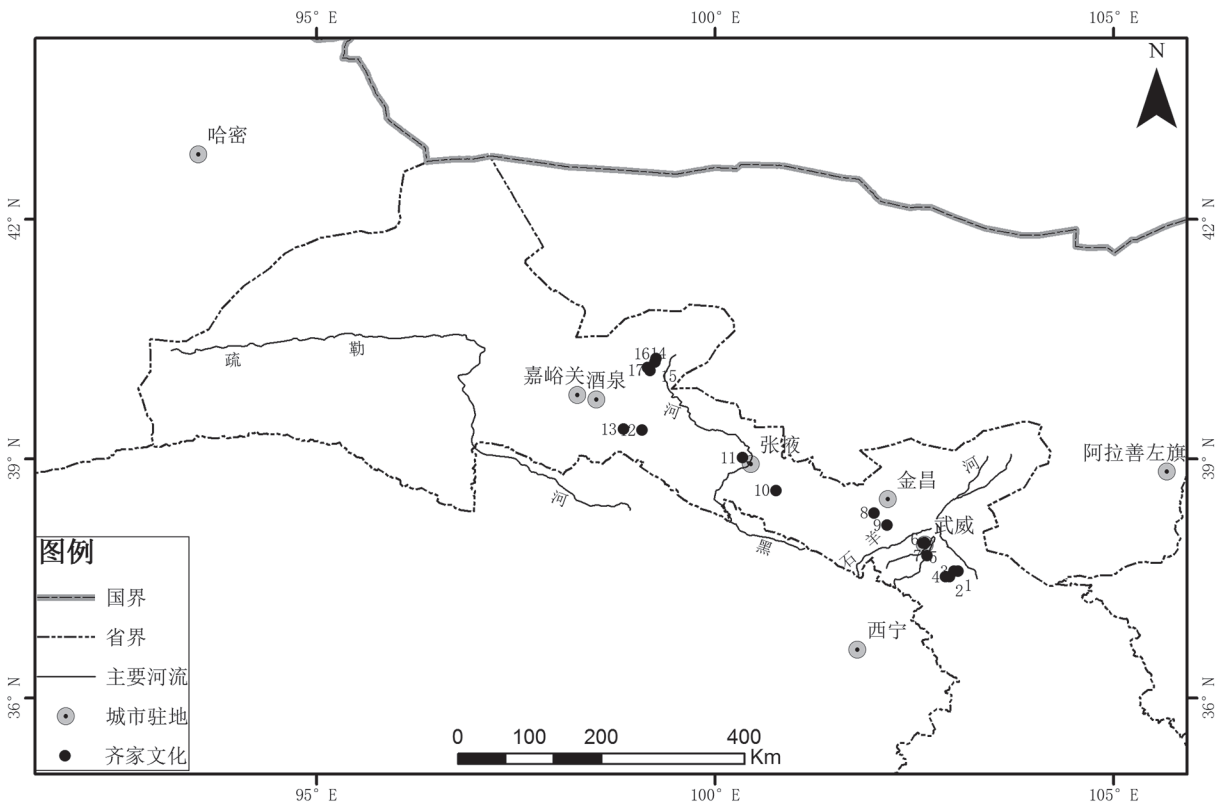 95° E 100° E 105° E
N
哈密
42° N 42° N
疏 勒
1614
17
15
嘉峪关 酒泉
河
13 12
39° N 39° N
张掖
11
河
阿拉善左旗
金昌
10
河
8
9
武威
羊
6
7 5
石
黑
3
4
2 1
西宁
图例
国界
省界
主要河流
城市驻地
齐家文化
36° N 36° N
0 100 200 400
Km
95° E 100° E 105° E